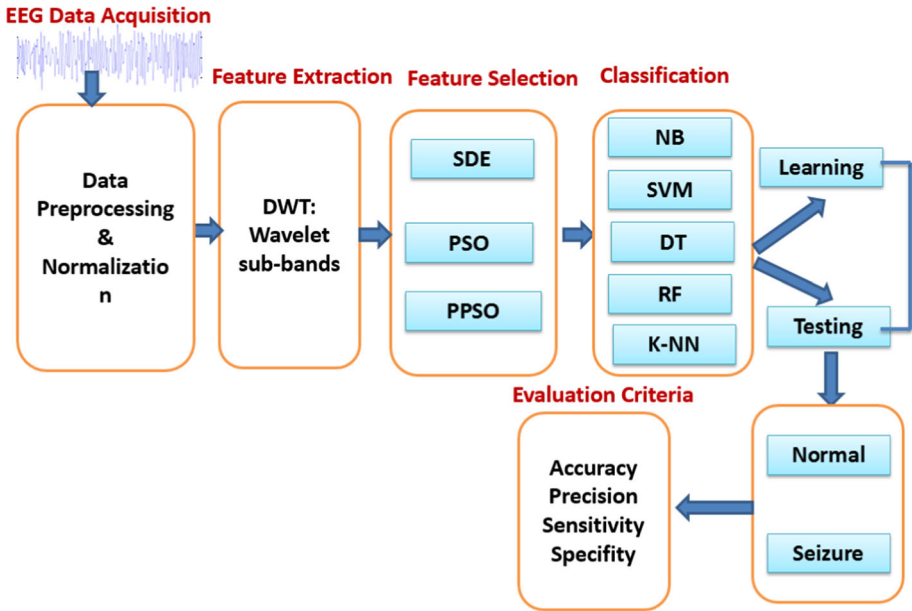 EEG Data Acquisition
Data
Preprocessing
&
Normalizatio
n
Feature Extraction
DWT:
Wavelet
sub-bands
Feature Selection
SDE
PSO
PPSO
Classification
NB
SVM
DT
RF
K-NN
Learning
Testing
Normal
Seizure
Evaluation Criteria
Accuracy
Precision
Sensitivity
Specifity